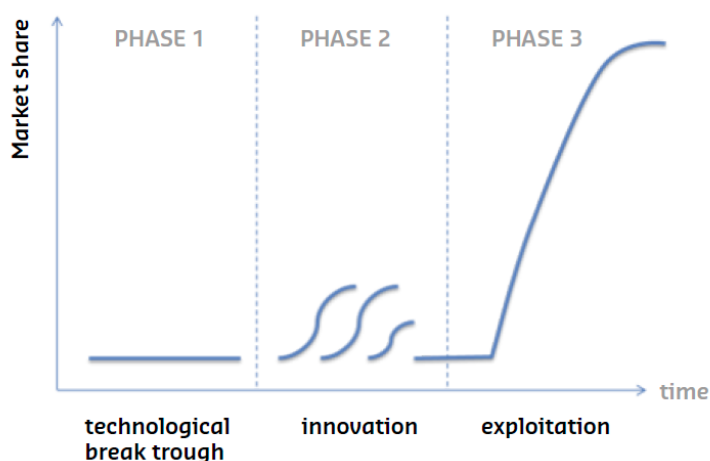 PHASE 1
PHASE 2
PHASE 3
Market share
time
technological
break trough
innovation
exploitation